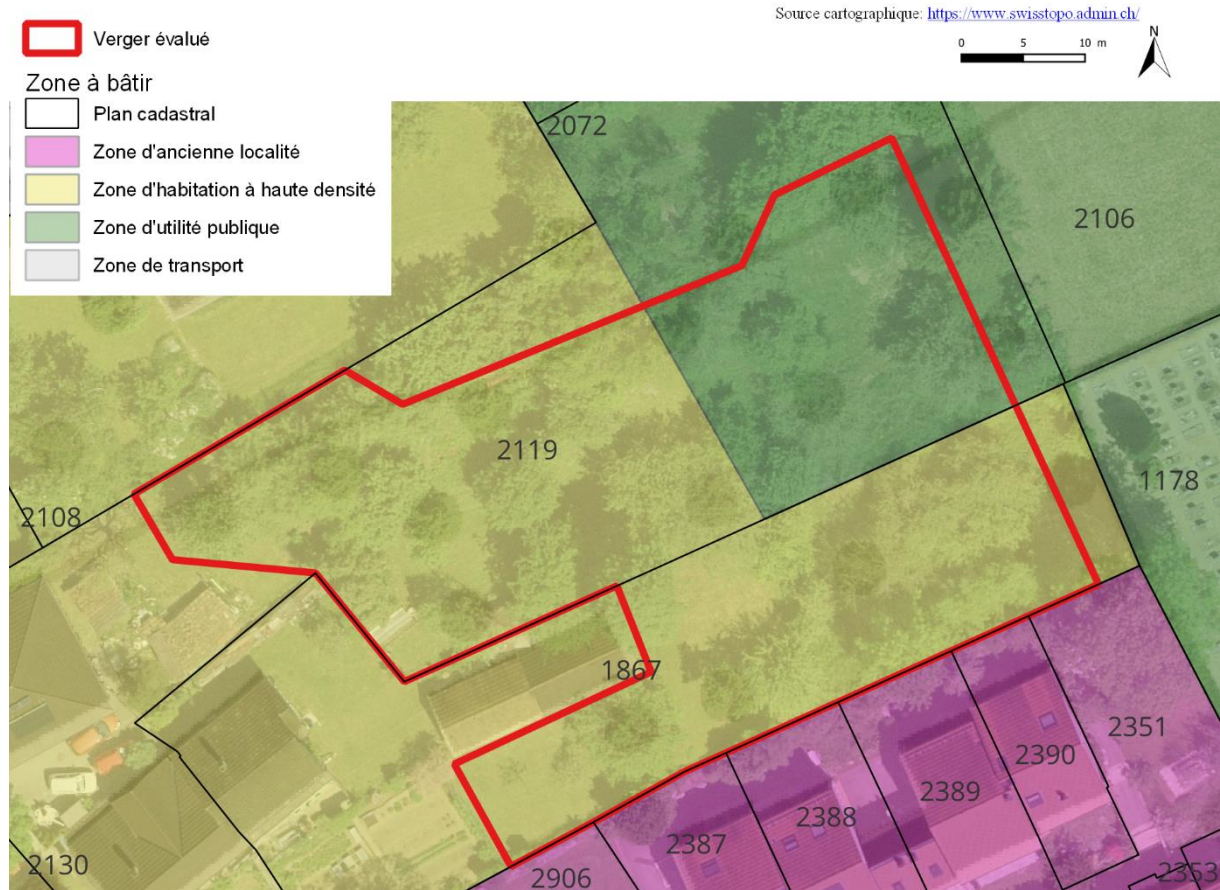 Source cartographique: https://www.swisstopo.admin.ch/
Verger évalué
0 5 10 m
N
Zone à bâtir
Plan cadastral
Zone d'ancienne localité
Zone d'habitation à haute densité
Zone d'utilité publique
Zone de transport
2072
2106
2119
1178
2108
1867
2351
2390
2389
2388
2387
2130
2906
2353